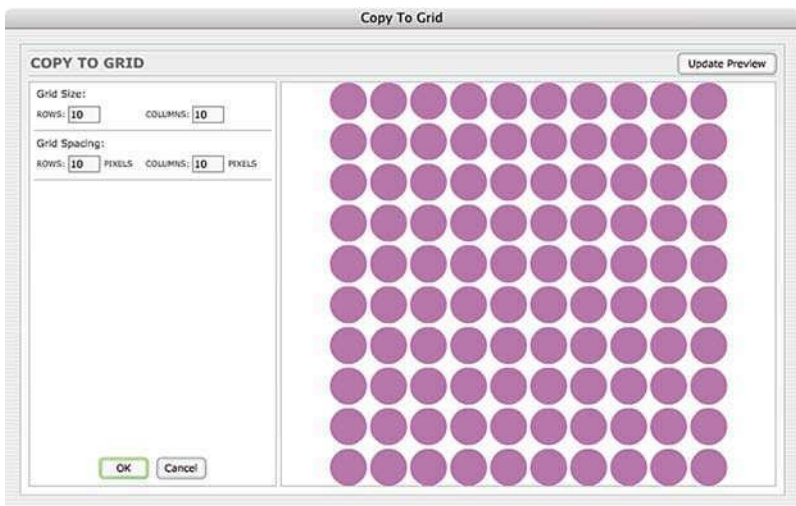 Copy To Grid
COPY TO GRID
Update Preview
Grid Size:
ROWS: 10 COLUMNS: 10
Grid Spacing:
ROWS: 10 PIXELS COLUMNS: 10 PIXELS
OK Cancel